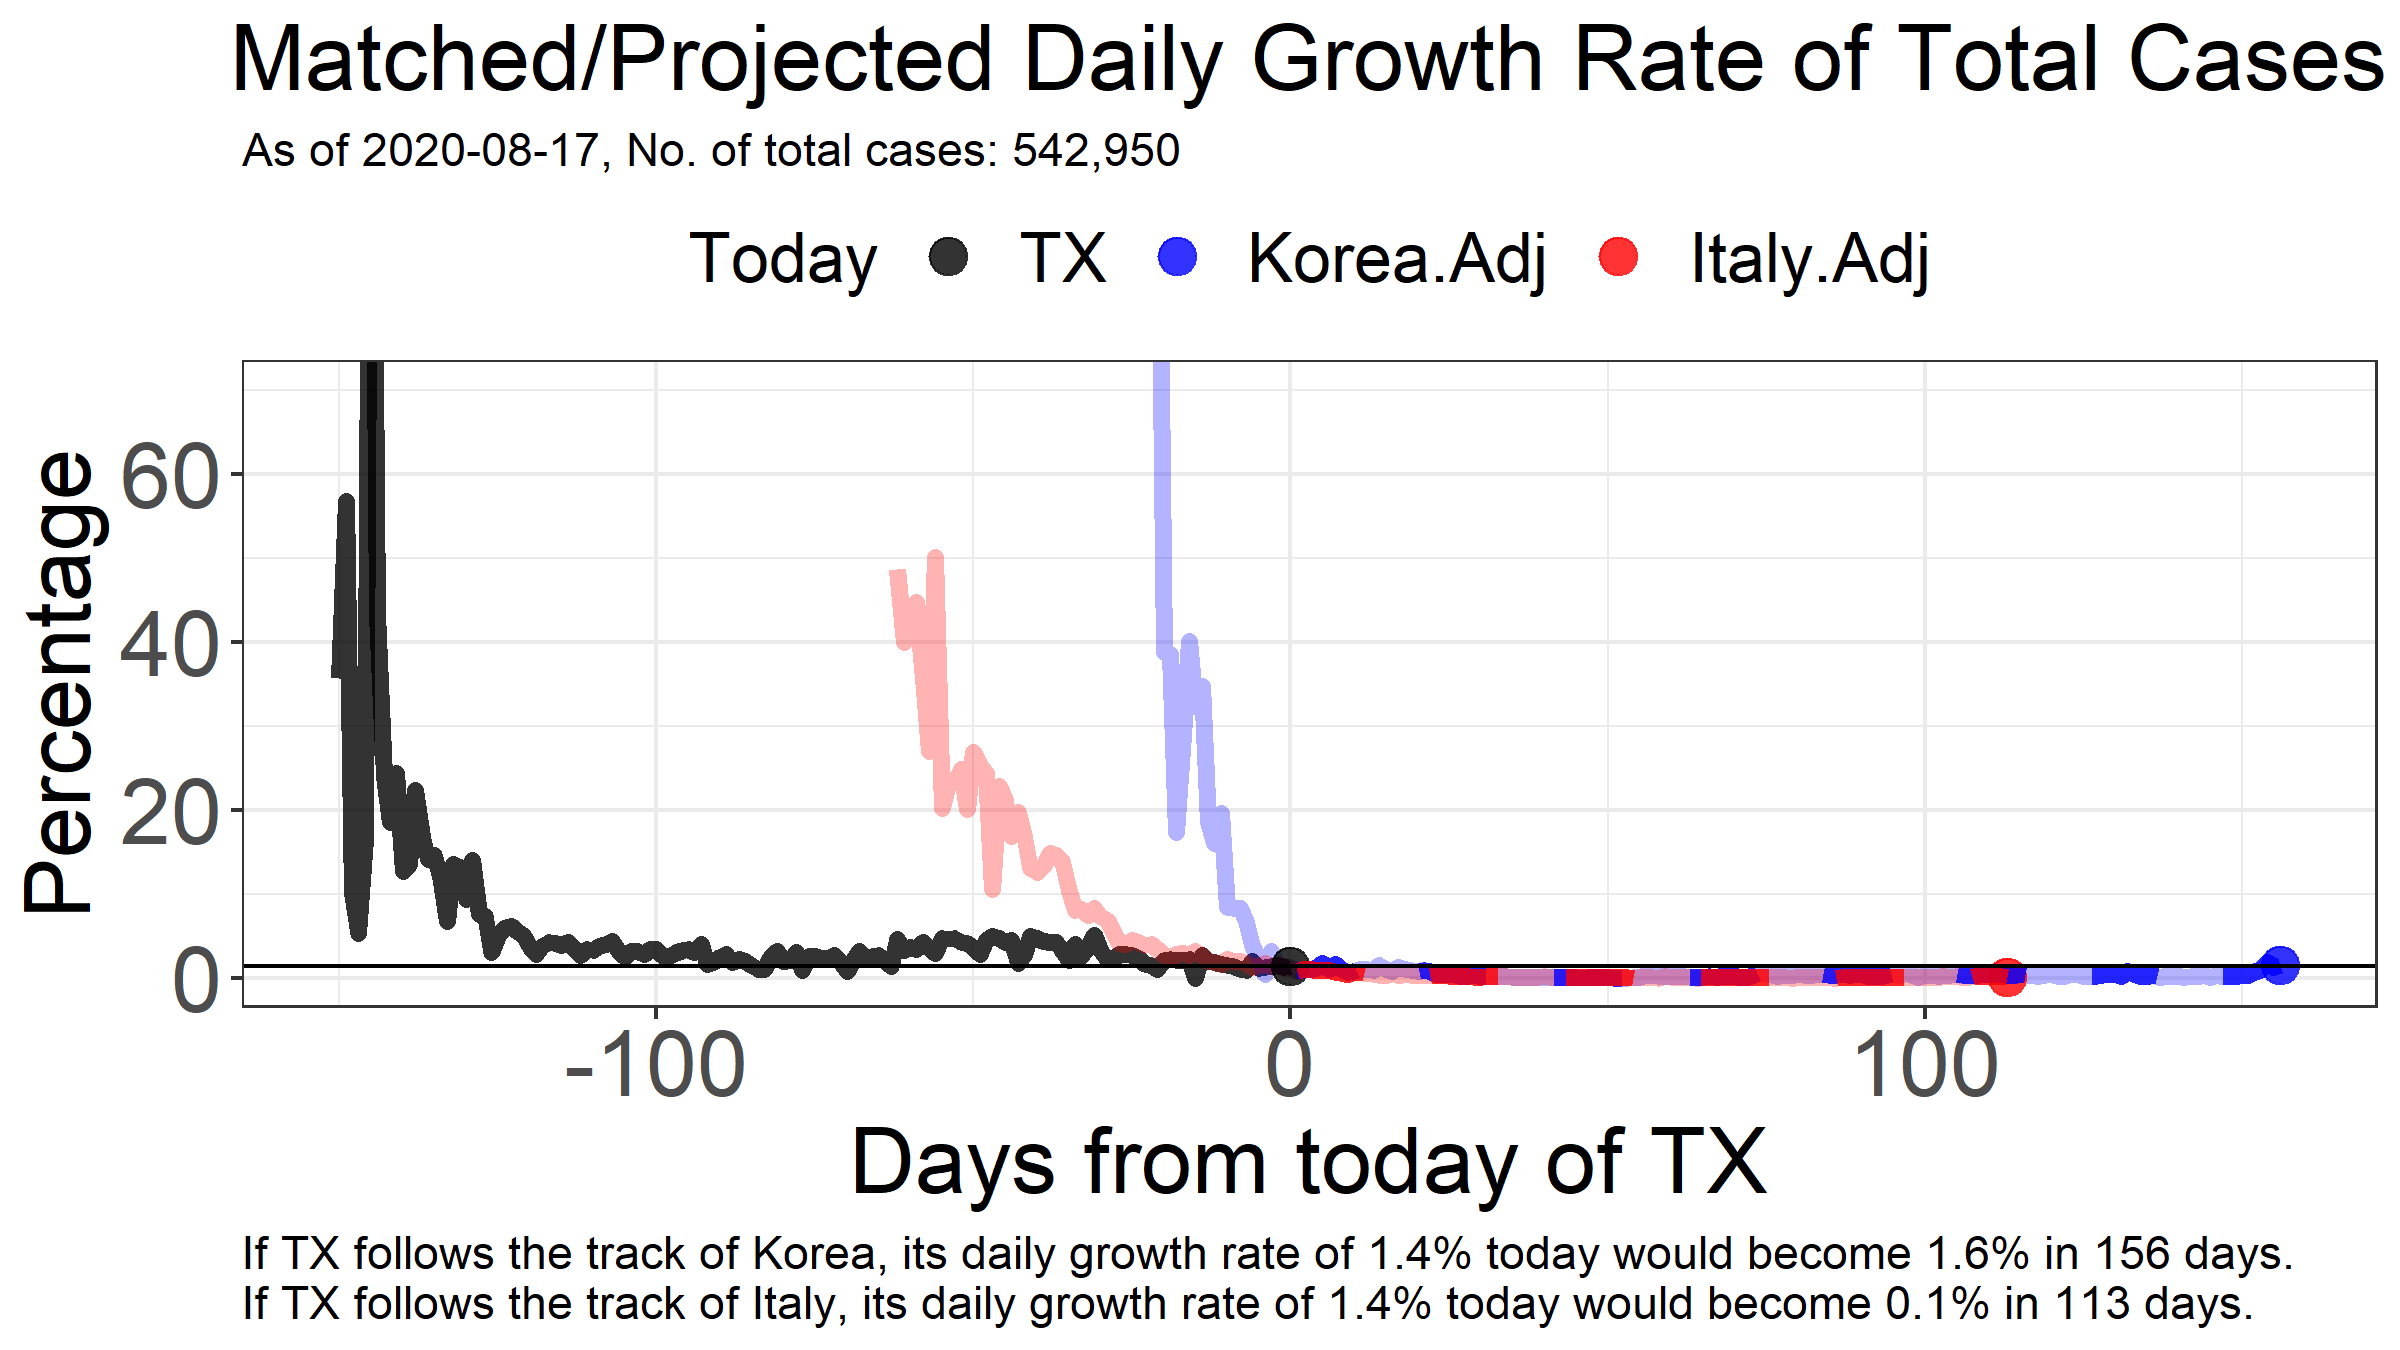 Matched/Projected Daily Growth Rate of Total Cases
As of 2020-08-17, No. of total cases: 542,950
Today TX Korea.Adj Italy.Adj
Percentage
60
40
20
0
-100 0 100
Days from today of TX
If TX follows the track of Korea, its daily growth rate of 1.4% today would become 1.6% in 156 days.
If TX follows the track of Italy, its daily growth rate of 1.4% today would become 0.1% in 113 days.